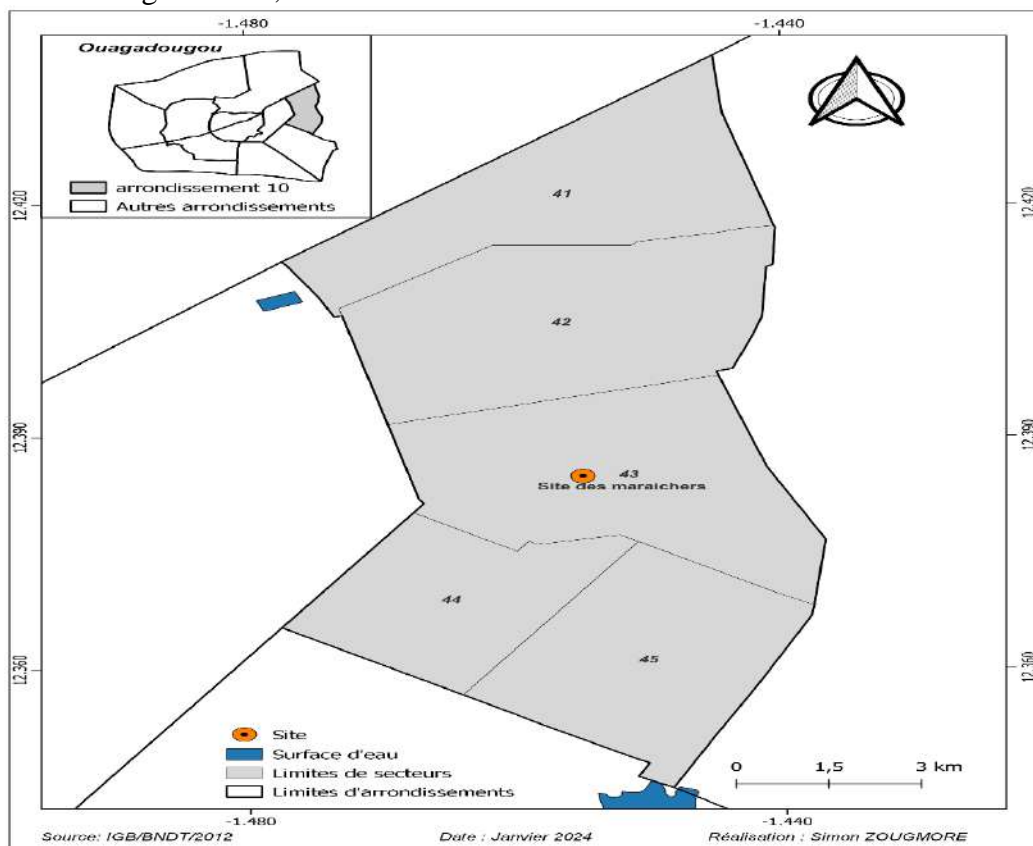 -1.480 -1.440
Ouagadougou
arrondissement 10
Autres arrondissements
12.420 12.420
41
42
12.390 12.390
43
Site des maraichers
44
45
12.360 12.360
Site
Surface d'eau
Limites de secteurs
Limites d'arrondissements
0 1,5 3 km
-1.480 -1.440
Source: IGB/BNDT/2012 Date : Janvier 2024 Réalisation : Simon ZOUGMORE